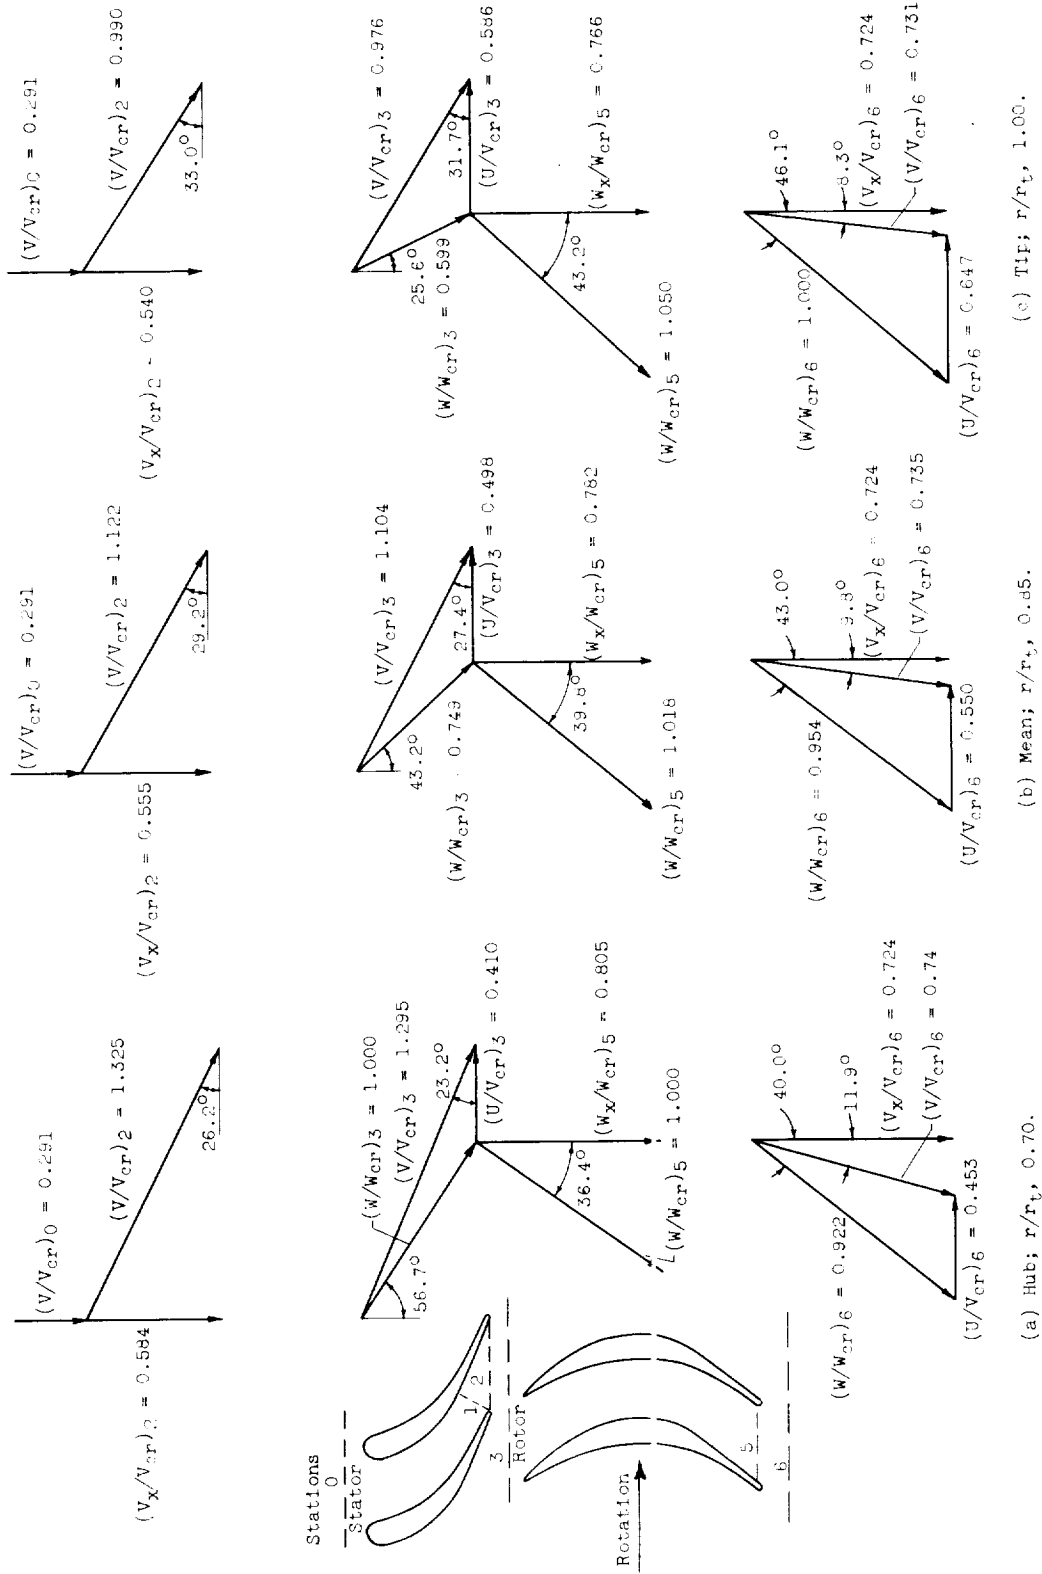 (V/Vcr)0 = 0.291
(V/Vcr)2 = 1.325
26.2°
(Vx/Vcr)2 = 0.584
(V/Vcr)0 = 0.291
(V/Vcr)2 = 1.122
29.2°
(Vx/Vcr)2 = 0.555
(V/Vcr)0 = 0.291
(V/Vcr)2 = 0.990
33.0°
(Vx/Vcr)2 - 0.540
Stations
0
Stator
1
2
3
Rotor
Rotation
5
6
56.7°
(W/Wcr)3 = 1.000
(V/Vcr)3 = 1.295
23.2°
(U/Vcr)3 = 0.410
36.4°
(Wx/Wcr)5 = 0.805
(W/Wcr)5 = 1.000
43.2°
(V/Vcr)3 = 1.104
27.4°
(W/Wcr)3 - 0.749
(U/Vcr)3 = 0.498
39.8°
(Wx/Wcr)5 = 0.782
(W/Wcr)5 = 1.018
25.6°
(V/Vcr)3 = 0.976
31.7°
(W/Wcr)3 = 0.599
(U/Vcr)3 = 0.586
43.2°
(Wx/Wcr)5 = 0.766
(W/Wcr)5 = 1.050
40.0°
11.9°
(W/Wcr)6 = 0.922
(Vx/Vcr)6 = 0.724
(V/Vcr)6 = 0.74
(U/Vcr)6 = 0.453
43.0°
9.8°
(W/Wcr)6 = 0.954
(Vx/Vcr)6 = 0.724
(V/Vcr)6 = 0.735
(U/Vcr)6 = 0.550
46.1°
8.3°
(W/Wcr)6 = 1.000
(Vx/Vcr)6 = 0.724
(V/Vcr)6 = 0.731
(U/Vcr)6 = 0.647
(a) Hub; r/rt, 0.70.
(b) Mean; r/rt, 0.85.
(c) Tip; r/rt, 1.00.